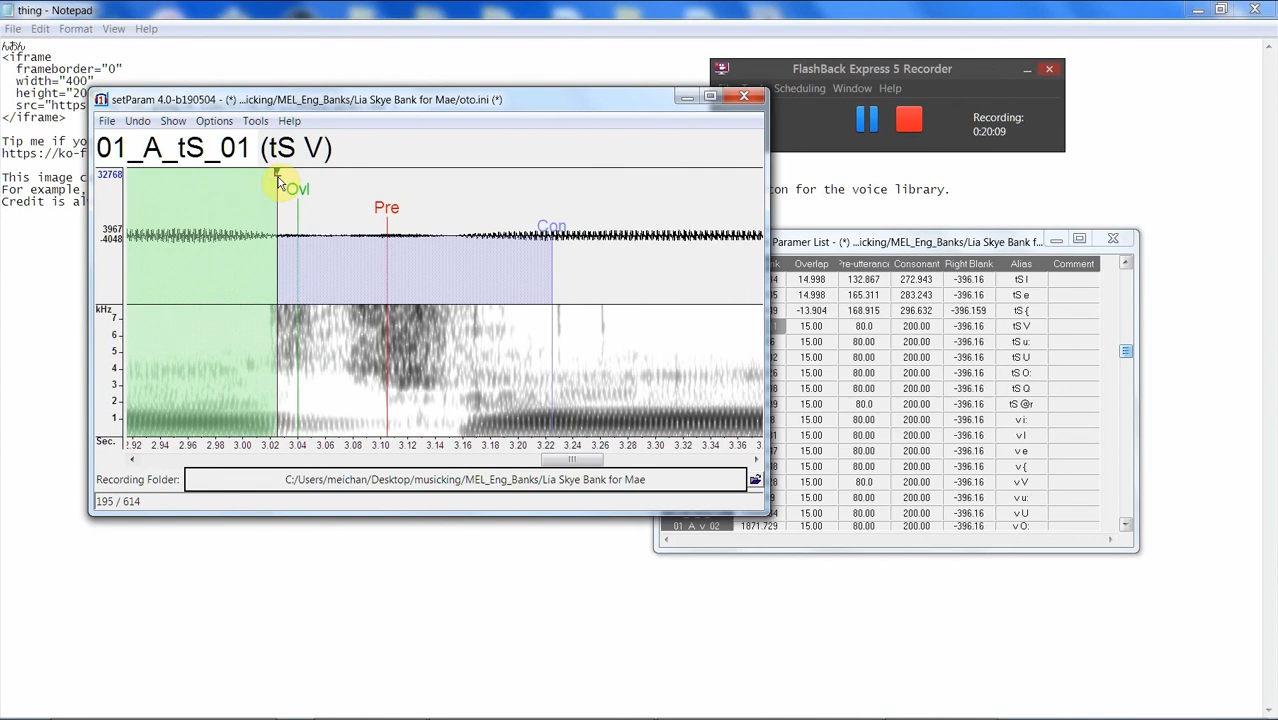 thing - Notepad
File Edit Format View Help
んおん
<iframe
frameborder="0"
width="400"
src="https
</iframe>
Tip me if yo
https://ko-f
This image c
For example,
Credit is al
con for the voice library.
FlashBack Express 5 Recorder
Scheduling Window Help
Recording:
0:20:09
setParam 4.0-b190504 - (*) ...icking/MEL_Eng_Banks/Lia Skye Bank for Mae/oto.ini (*)
File Undo Show Options Tools Help
01_A_tS_01 (tS V)
32768
3967
-4048
Ovl
Pre
Con
kHz
7
6
5
4
3
2
1
Sec.
2.92 2.94 2.96 2.98 3.00 3.02 3.04 3.06 3.08 3.10 3.12 3.14 3.16 3.18 3.20 3.22 3.24 3.26 3.28 3.30 3.32 3.34 3.36 3.38
Recording Folder: C:/Users/meichan/Desktop/musicking/MEL_Eng_Banks/Lia Skye Bank for Mae
195 / 614
Paramer List - (*) ...icking/MEL_Eng_Banks/Lia Skye Bank f...
Overlap Pre-utterance Consonant Right Blank Alias Comment
14.998 132.867 272.943 -396.16 tS I
14.998 165.311 283.243 -396.16 tS e
-13.904 168.915 296.632 -396.159 tS {
15.00 80.0 200.00 -396.16 tS V
15.00 80.00 200.00 -396.16 tS u:
15.00 80.00 200.00 -396.16 tS U
15.00 80.00 200.00 -396.16 tS O:
15.00 80.00 200.00 -396.16 tS Q
15.00 80.00 200.00 -396.16 tS @r
15.00 80.00 200.00 -396.16 v i:
15.00 80.00 200.00 -396.16 v I
15.00 80.00 200.00 -396.16 v e
15.00 80.00 200.00 -396.16 v {
15.00 80.00 200.00 -396.16 v V
15.00 80.00 200.00 -396.16 v u:
15.00 80.00 200.00 -396.16 v U
01_A_v_02 1871.729 15.00 80.00 200.00 -396.16 v O: